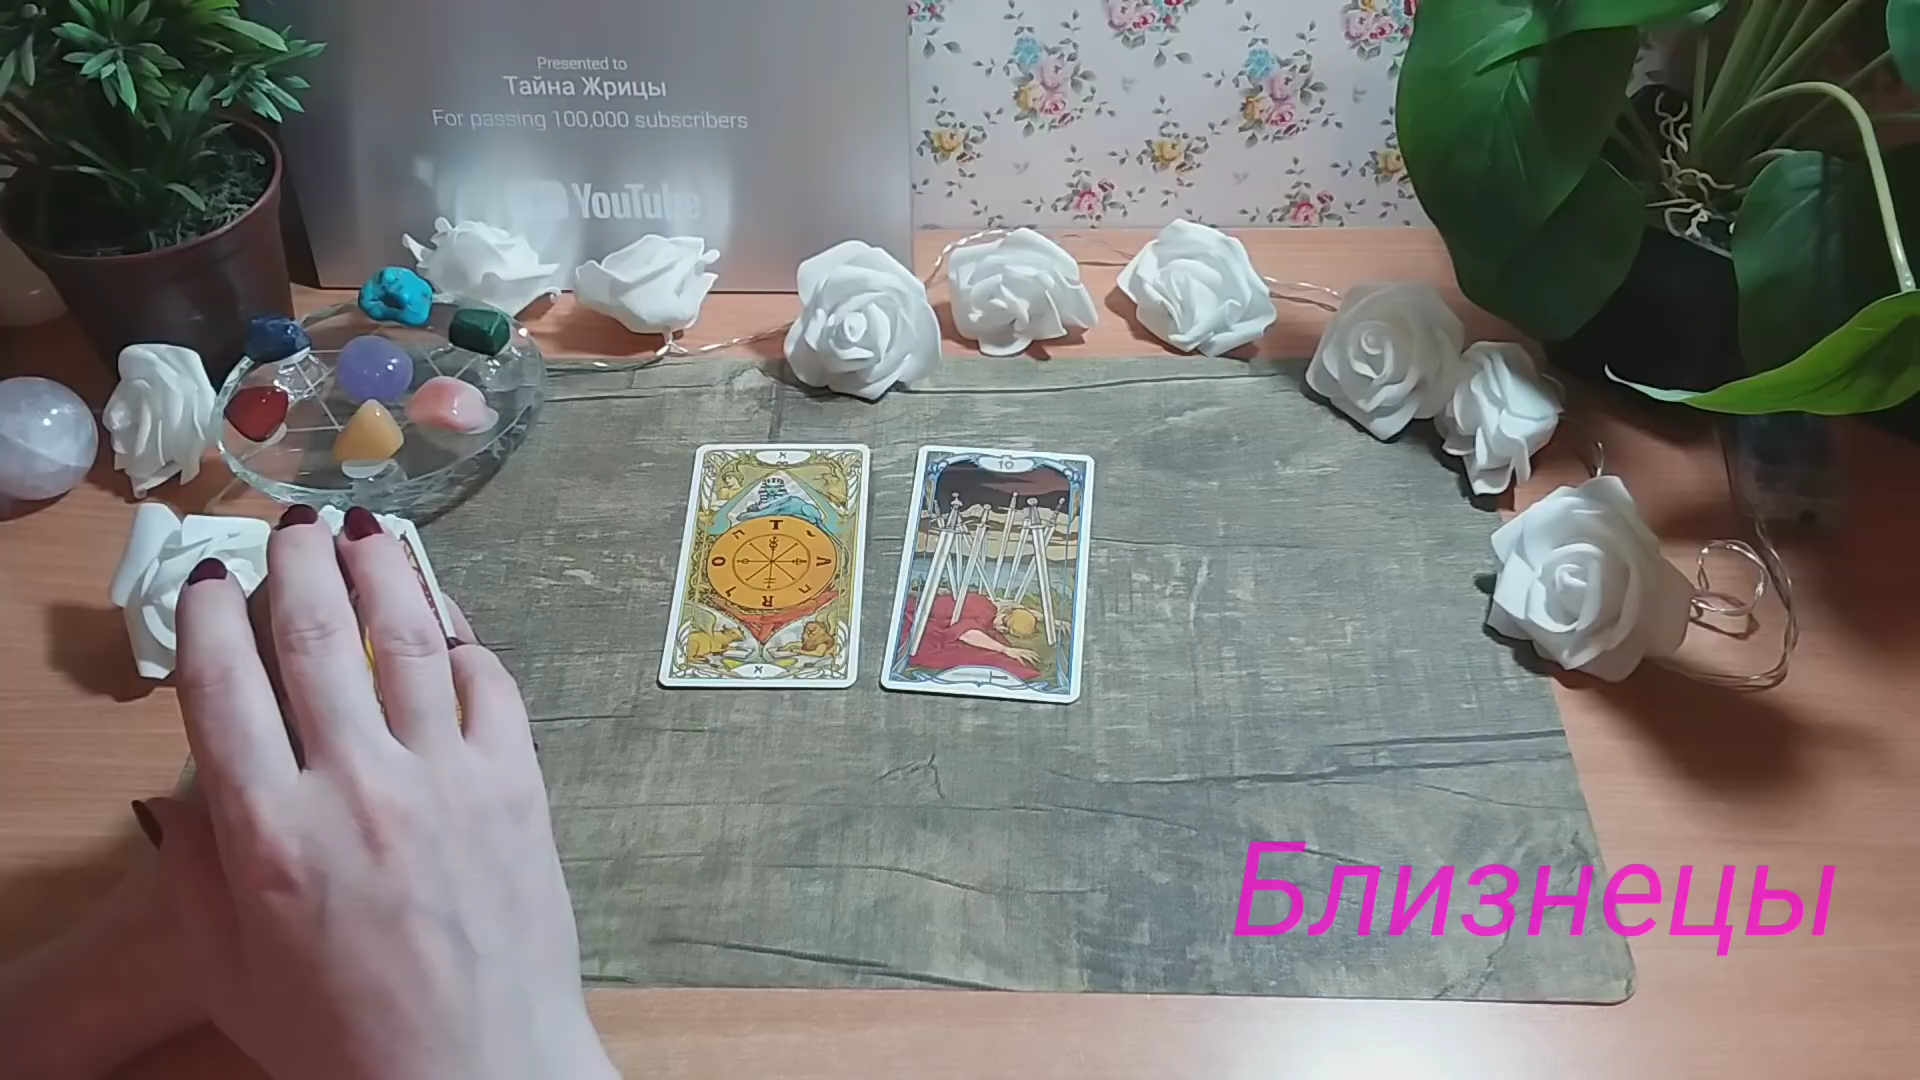 Presented to
Тайна Жрицы
For passing 100,000 subscribers
YouTube
X
10
T
A
R
O
Близнецы